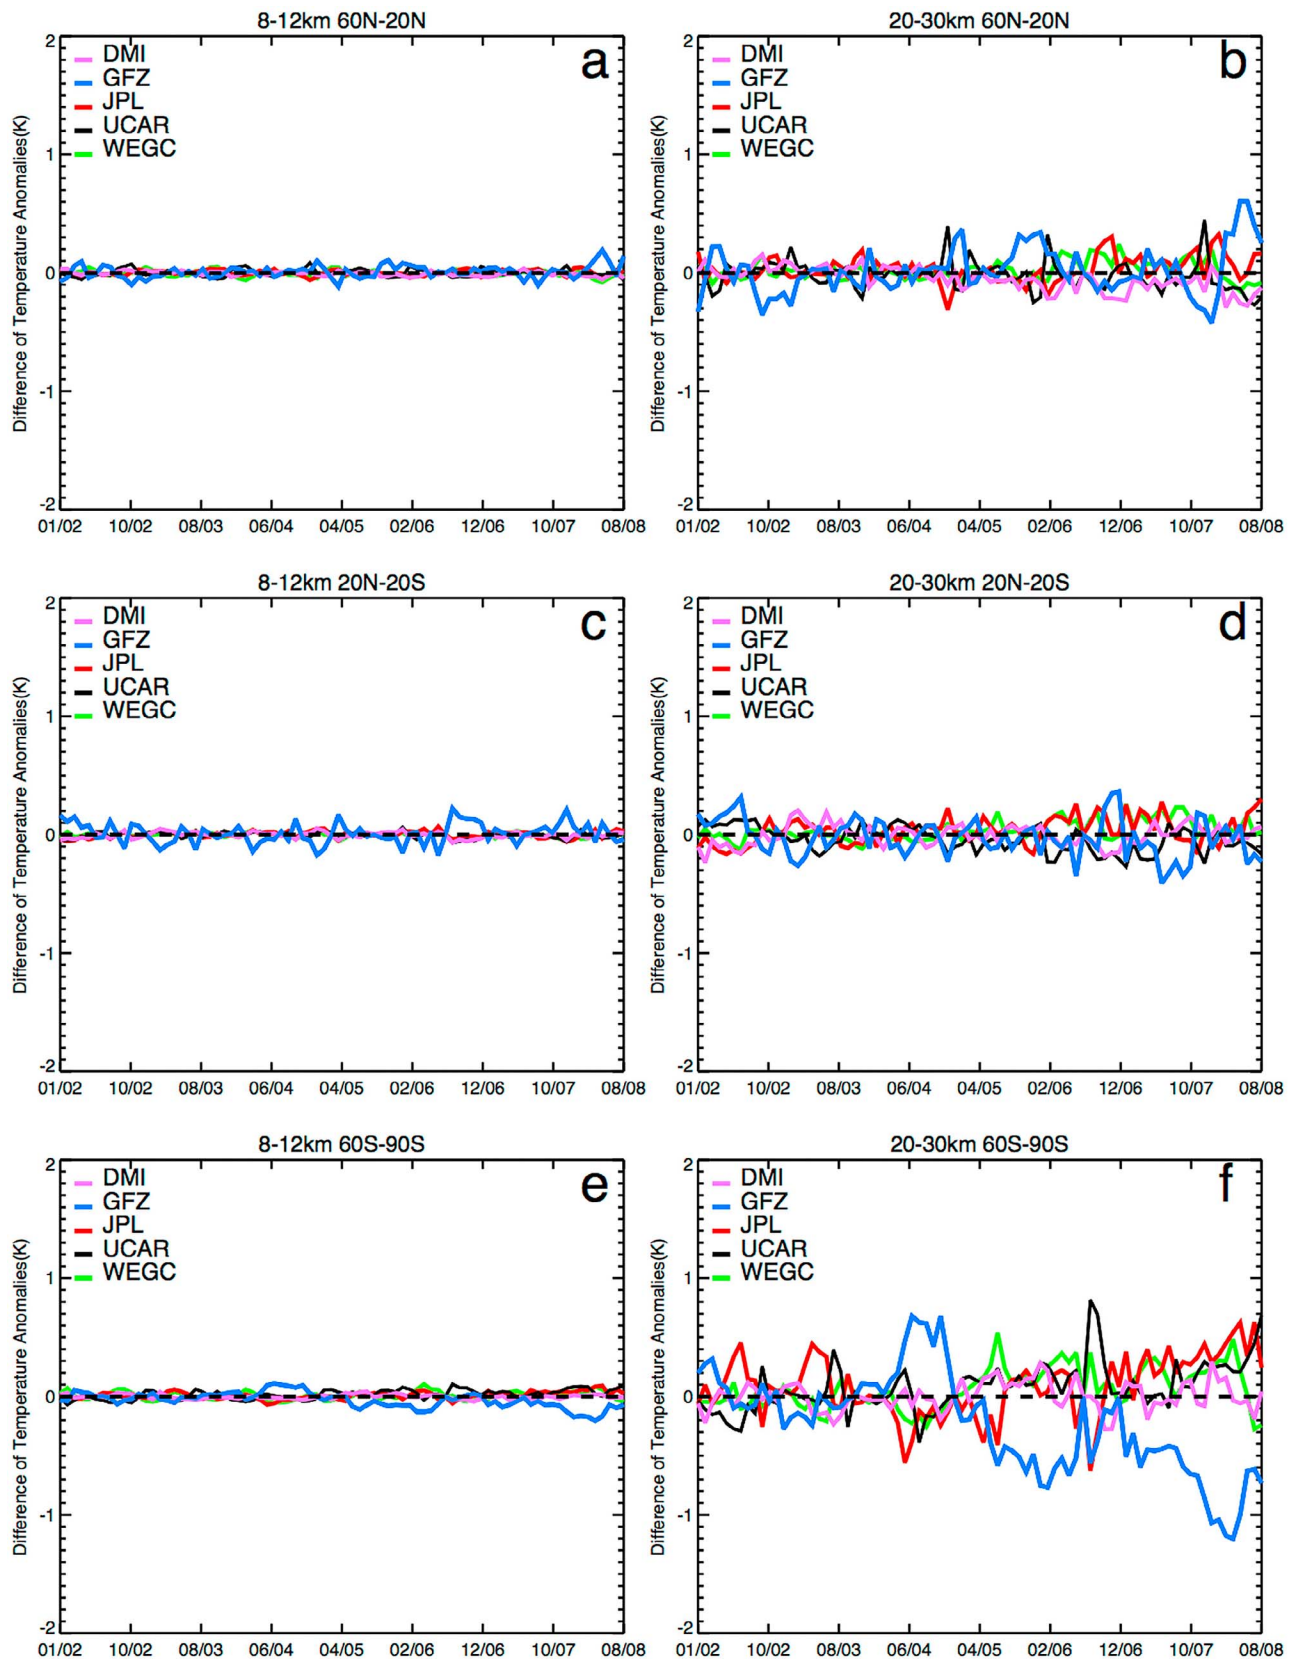 8-12km 60N-20N
2
1
0
-1
-2
Difference of Temperature Anomalies(K)
DMI
GFZ
JPL
UCAR
WEGC
a
01/02 10/02 08/03 06/04 04/05 02/06 12/06 10/07 08/08
20-30km 60N-20N
2
1
0
-1
-2
Difference of Temperature Anomalies(K)
DMI
GFZ
JPL
UCAR
WEGC
b
01/02 10/02 08/03 06/04 04/05 02/06 12/06 10/07 08/08
8-12km 20N-20S
2
1
0
-1
-2
Difference of Temperature Anomalies(K)
DMI
GFZ
JPL
UCAR
WEGC
c
01/02 10/02 08/03 06/04 04/05 02/06 12/06 10/07 08/08
20-30km 20N-20S
2
1
0
-1
-2
Difference of Temperature Anomalies(K)
DMI
GFZ
JPL
UCAR
WEGC
d
01/02 10/02 08/03 06/04 04/05 02/06 12/06 10/07 08/08
8-12km 60S-90S
2
1
0
-1
-2
Difference of Temperature Anomalies(K)
DMI
GFZ
JPL
UCAR
WEGC
e
01/02 10/02 08/03 06/04 04/05 02/06 12/06 10/07 08/08
20-30km 60S-90S
2
1
0
-1
-2
Difference of Temperature Anomalies(K)
DMI
GFZ
JPL
UCAR
WEGC
f
01/02 10/02 08/03 06/04 04/05 02/06 12/06 10/07 08/08